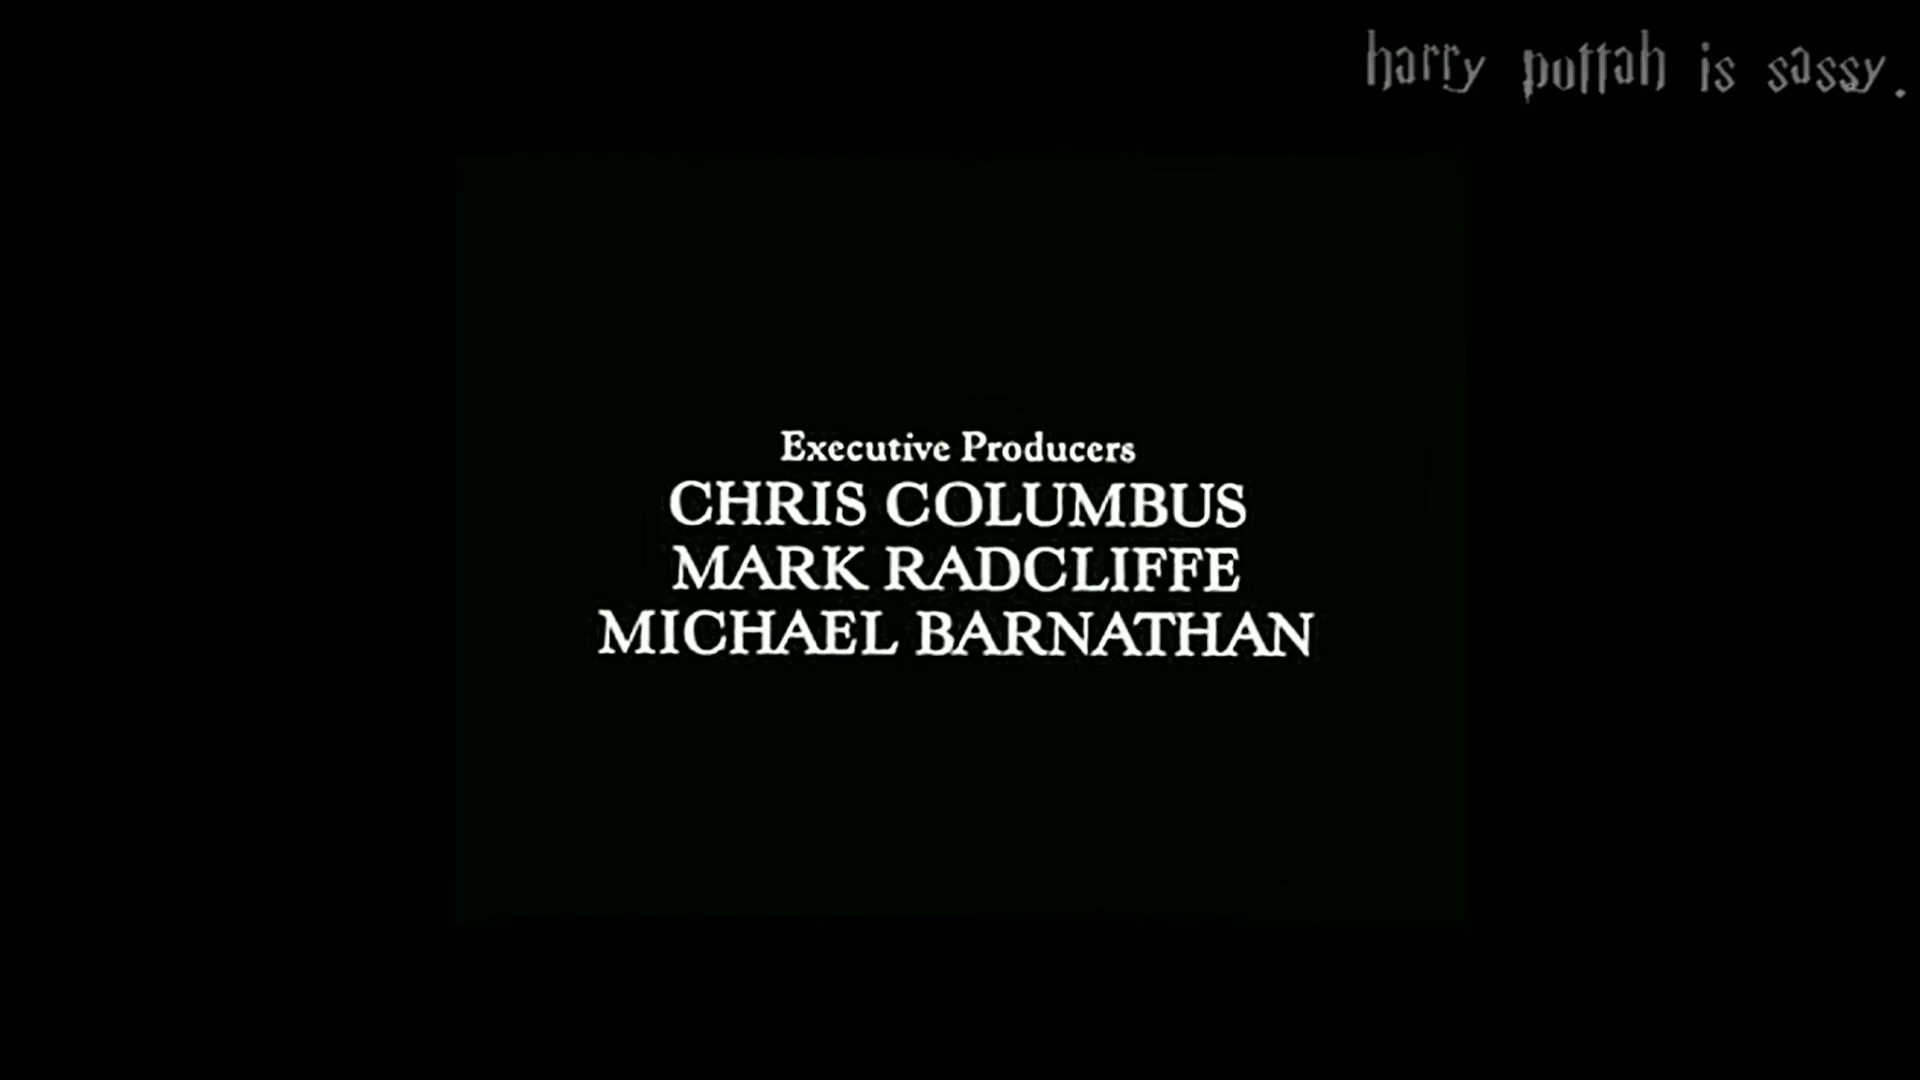 harry pottah is sassy.
Executive Producers
CHRIS COLUMBUS
MARK RADCLIFFE
MICHAEL BARNATHAN